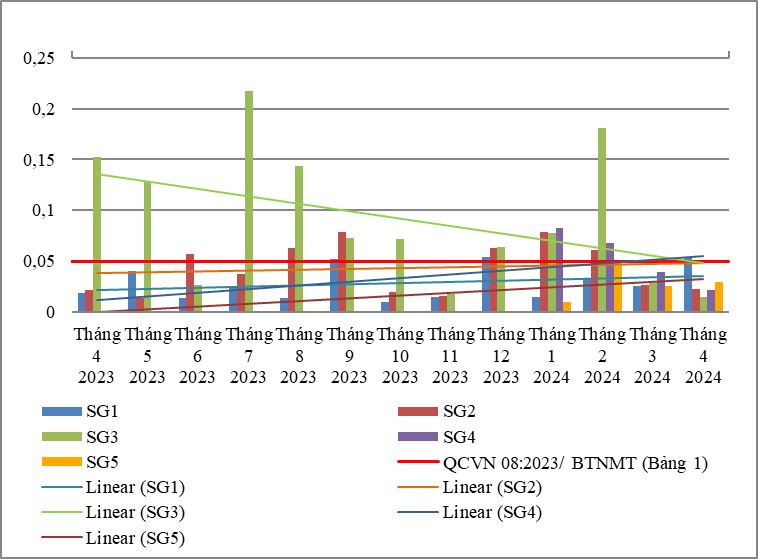 0,25
0,2
0,15
0,1
0,05
0
Tháng Tháng Tháng Tháng Tháng Tháng Tháng Tháng Tháng Tháng Tháng Tháng Tháng
4 5 6 7 8 9 10 11 12 1 2 3 4
2023 2023 2023 2023 2023 2023 2023 2023 2023 2024 2024 2024 2024
SG1 SG2
SG3 SG4
SG5 QCVN 08:2023/ BTNMT (Bảng 1)
Linear (SG1) Linear (SG2)
Linear (SG3) Linear (SG4)
Linear (SG5)